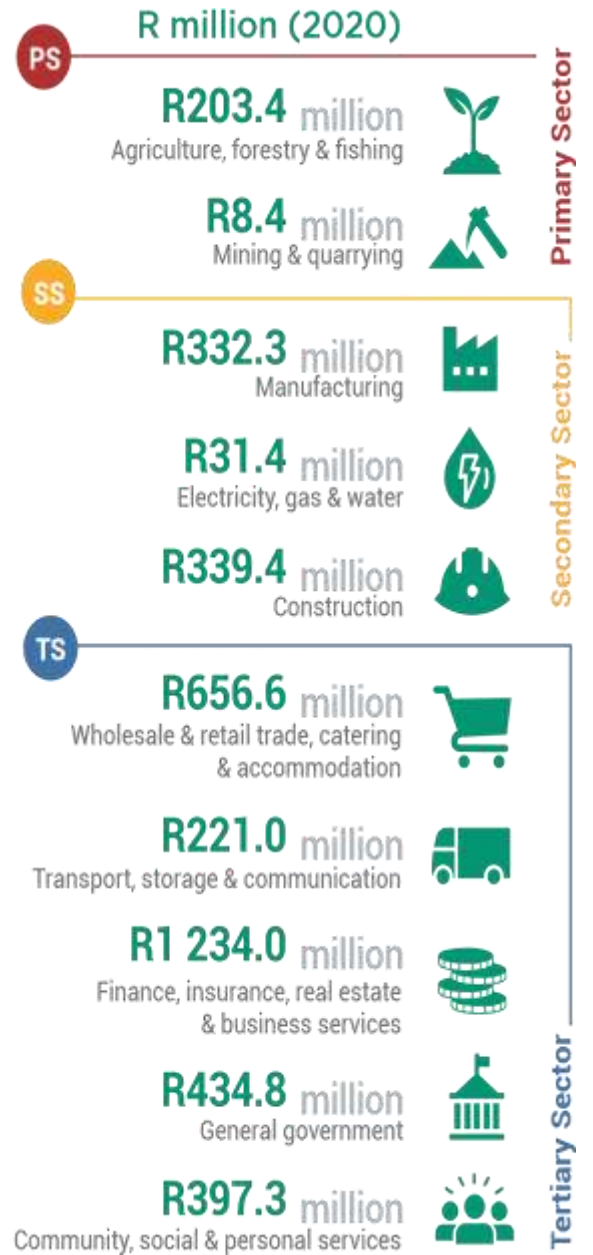 R million (2020)
PS
Primary Sector
R203.4 million
Agriculture, forestry & fishing
R8.4 million
Mining & quarrying
SS
Secondary Sector
R332.3 million
Manufacturing
R31.4 million
Electricity, gas & water
R339.4 million
Construction
TS
Tertiary Sector
R656.6 million
Wholesale & retail trade, catering
& accommodation
R221.0 million
Transport, storage & communication
R1 234.0 million
Finance, insurance, real estate
& business services
R434.8 million
General government
R397.3 million
Community, social & personal services